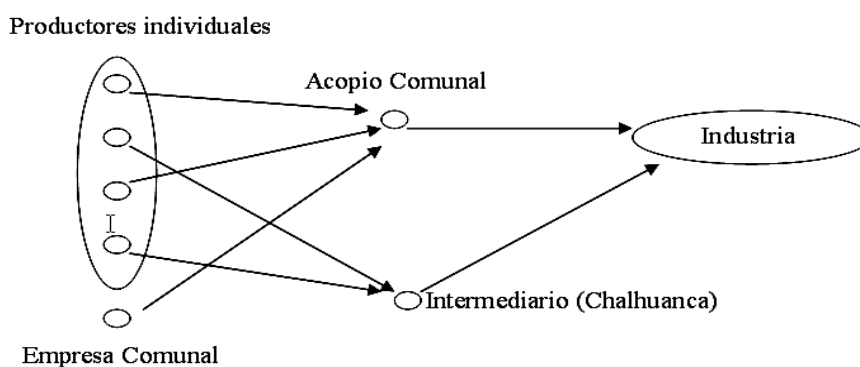 Productores individuales
Acopio Comunal
Industria
Intermediario (Chalhuanca)
Empresa Comunal